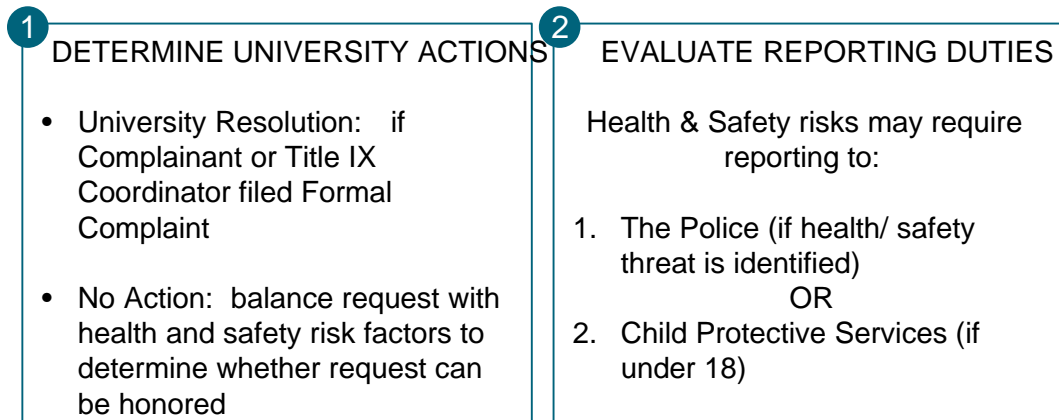 1
DETERMINE UNIVERSITY ACTIONS
• University Resolution: if
Complainant or Title IX
Coordinator filed Formal
Complaint
• No Action: balance request with
health and safety risk factors to
determine whether request can
be honored
2
EVALUATE REPORTING DUTIES
Health & Safety risks may require
reporting to:
1. The Police (if health/ safety
threat is identified)
OR
2. Child Protective Services (if
under 18)